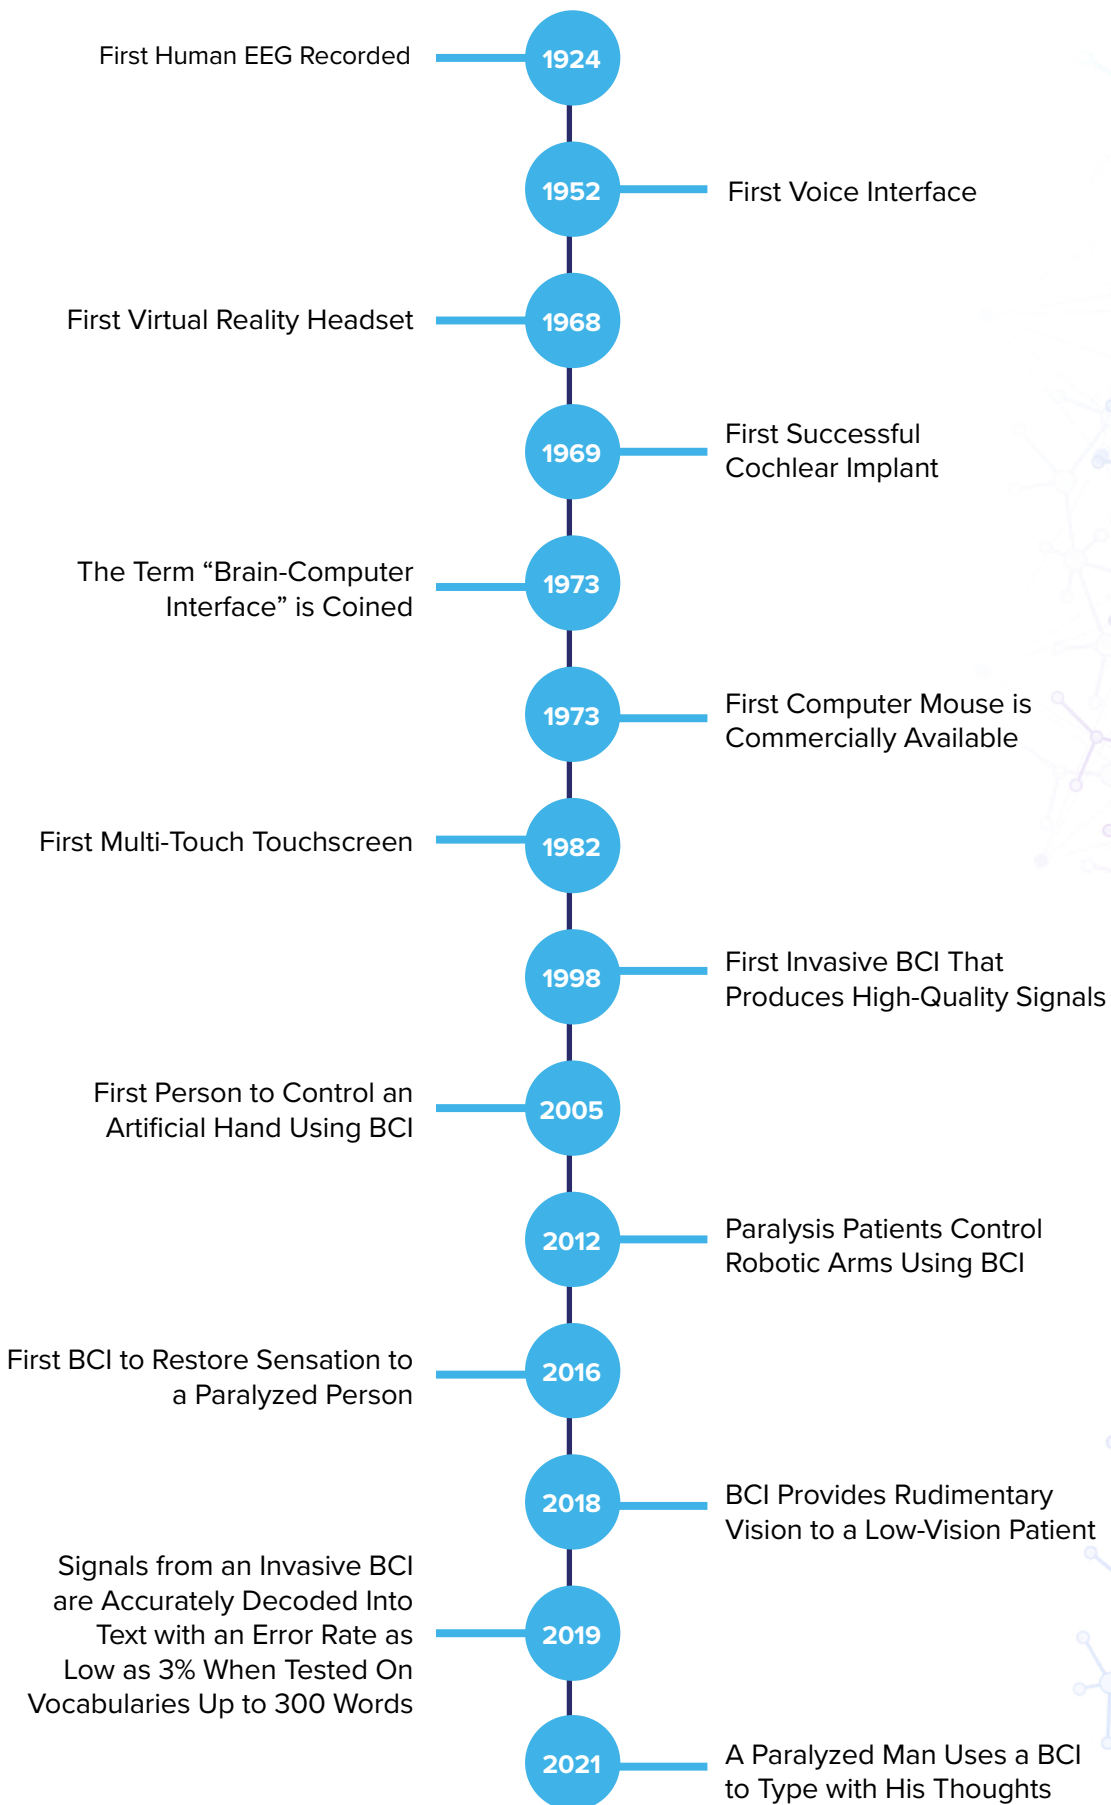 First Human EEG Recorded
1924
1952
First Voice Interface
First Virtual Reality Headset
1968
1969
First Successful
Cochlear Implant
The Term “Brain-Computer
Interface” is Coined
1973
1973
First Computer Mouse is
Commercially Available
First Multi-Touch Touchscreen
1982
1998
First Invasive BCI That
Produces High-Quality Signals
First Person to Control an
Artificial Hand Using BCI
2005
2012
Paralysis Patients Control
Robotic Arms Using BCI
First BCI to Restore Sensation to
a Paralyzed Person
2016
2018
BCI Provides Rudimentary
Vision to a Low-Vision Patient
Signals from an Invasive BCI
are Accurately Decoded Into
Text with an Error Rate as
Low as 3% When Tested On
Vocabularies Up to 300 Words
2019
2021
A Paralyzed Man Uses a BCI
to Type with His Thoughts